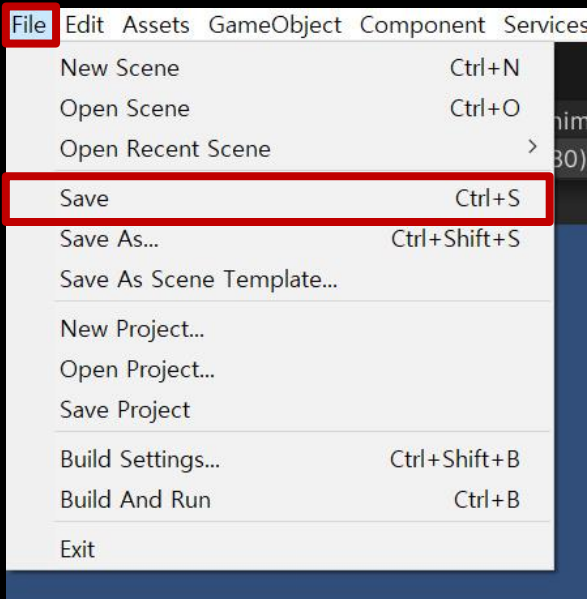 File Edit Assets GameObject Component Services
New Scene Ctrl+N
Open Scene Ctrl+O
Open Recent Scene >
80)
Save Ctrl+S
Save As... Ctrl+Shift+S
Save As Scene Template...
New Project...
Open Project...
Save Project
Build Settings... Ctrl+Shift+B
Build And Run Ctrl+B
Exit